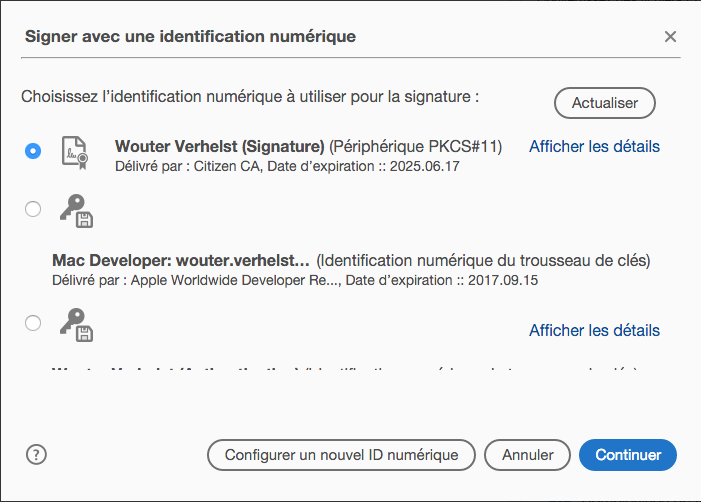 Signer avec une identification numérique
Choisissez l’identification numérique à utiliser pour la signature :
Actualiser
Wouter Verhelst (Signature) (Périphérique PKCS#11)
Afficher les détails
Délivré par : Citizen CA, Date d’expiration :: 2025.06.17
Mac Developer: wouter.verhelst... (Identification numérique du trousseau de clés)
Délivré par : Apple Worldwide Developer Re..., Date d’expiration :: 2017.09.15
Afficher les détails
?
Configurer un nouvel ID numérique
Annuler
Continuer